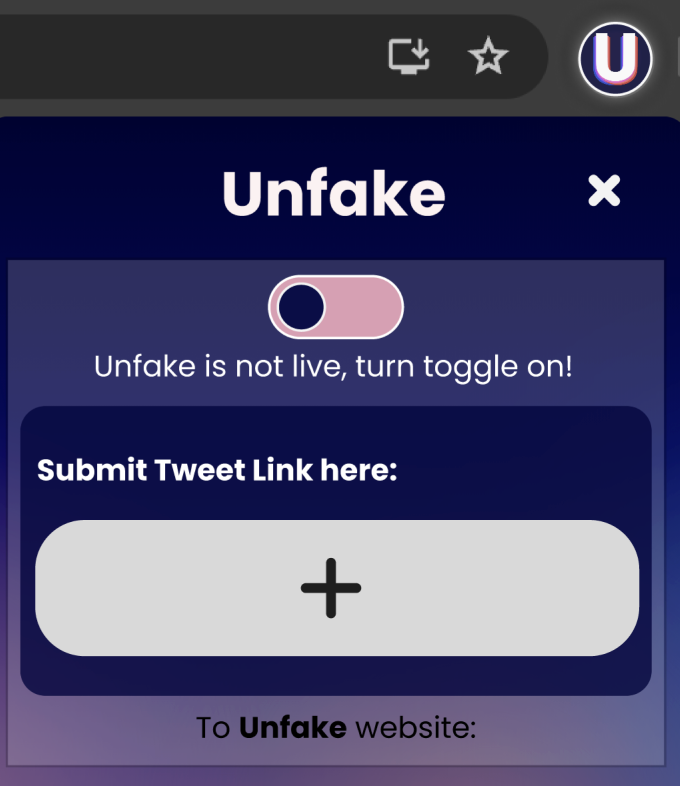 U
Unfake
Unfake is not live, turn toggle on!
Submit Tweet Link here:
To Unfake website: